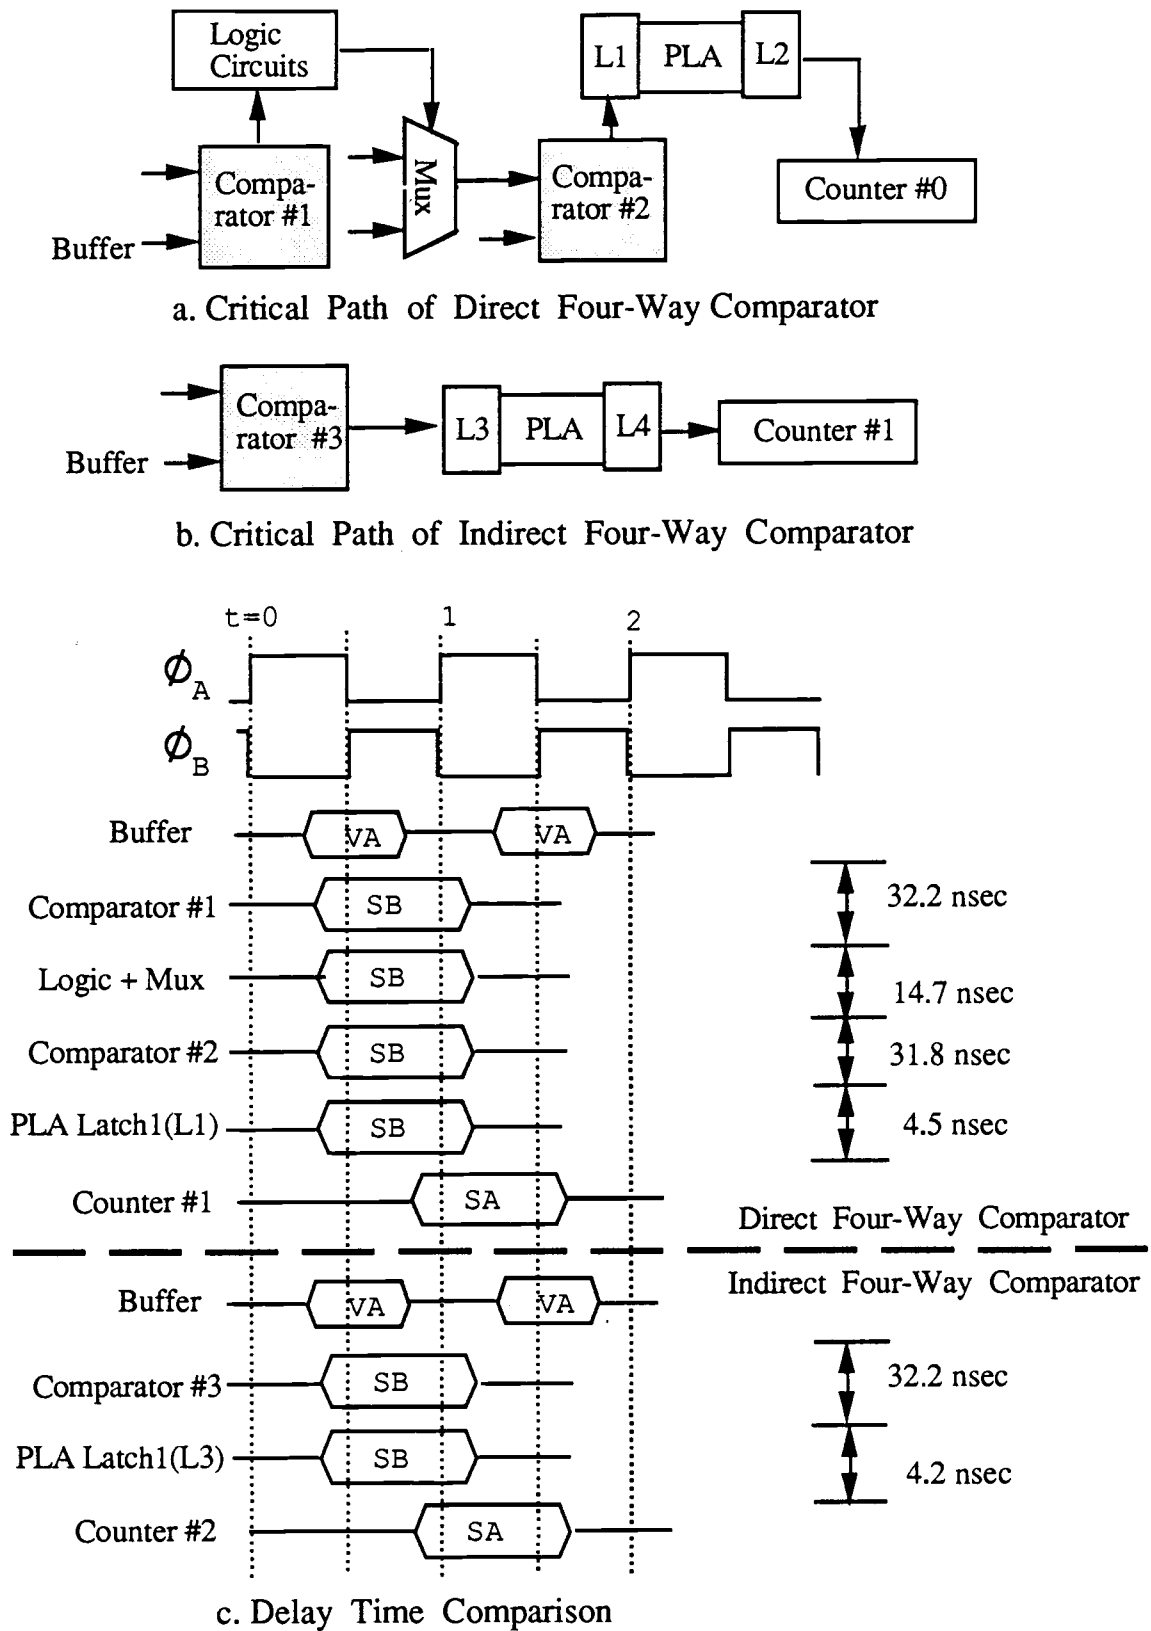 Logic
Circuits
L1 PLA L2
Mux
Compa-
rator #1
Compa-
rator #2
Counter #0
Buffer
a. Critical Path of Direct Four-Way Comparator
Compa-
rator #3
L3 PLA L4
Counter #1
Buffer
b. Critical Path of Indirect Four-Way Comparator
t=0 1 2
ϕA
ϕB
Buffer VA VA
Comparator #1 SB 32.2 nsec
Logic + Mux SB 14.7 nsec
Comparator #2 SB 31.8 nsec
PLA Latch1(L1) SB 4.5 nsec
Counter #1 SA
Direct Four-Way Comparator
Indirect Four-Way Comparator
Buffer VA VA
Comparator #3 SB 32.2 nsec
PLA Latch1(L3) SB 4.2 nsec
Counter #2 SA
c. Delay Time Comparison